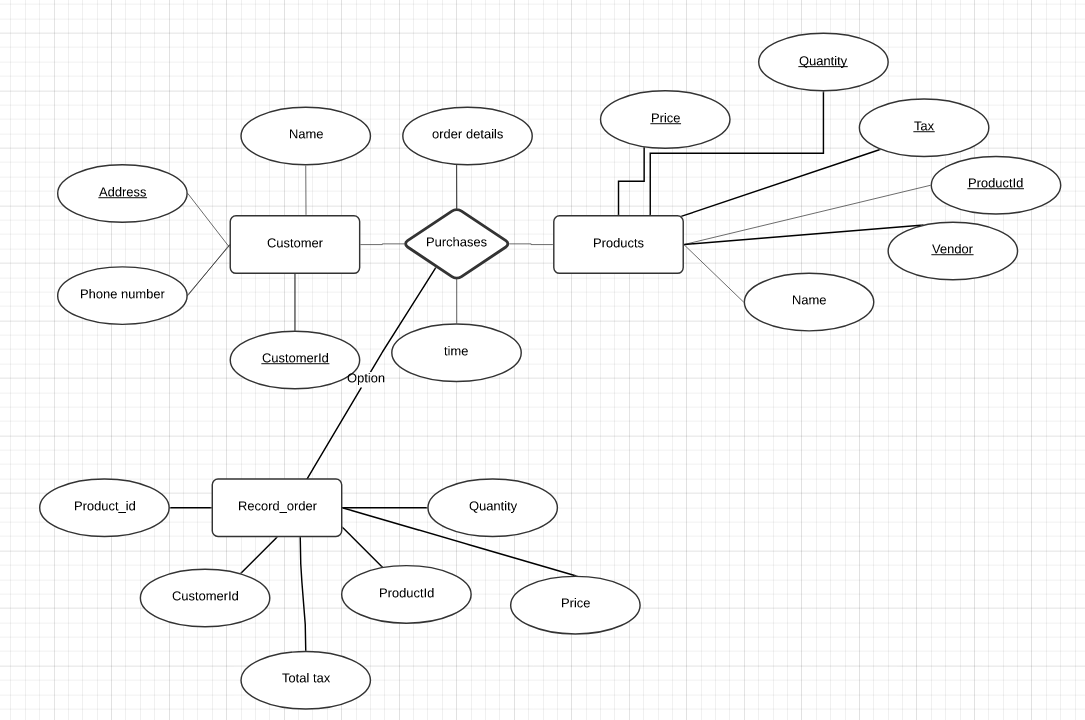 Quantity
Price
Tax
Name
order details
ProductId
Address
Customer
Purchases
Products
Vendor
Phone number
Name
CustomerId
time
Option
Product_id
Record_order
Quantity
CustomerId
ProductId
Price
Total tax